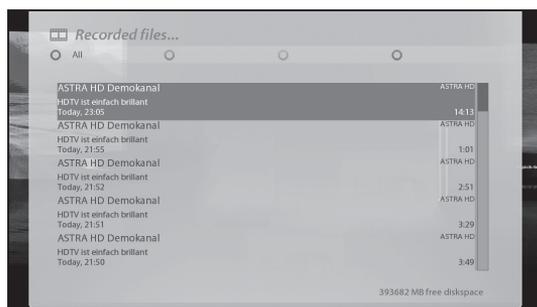 Recorded files...
All
ASTRA HD Demokanal ASTRA HD
HDTV ist einfach brillant
Today, 23:05 14:13
ASTRA HD Demokanal ASTRA HD
HDTV ist einfach brillant
Today, 21:55 1:01
ASTRA HD Demokanal ASTRA HD
HDTV ist einfach brillant
Today, 21:52 2:51
ASTRA HD Demokanal ASTRA HD
HDTV ist einfach brillant
Today, 21:51 3:29
ASTRA HD Demokanal ASTRA HD
HDTV ist einfach brillant
Today, 21:50 3:49
393682 MB free diskspace